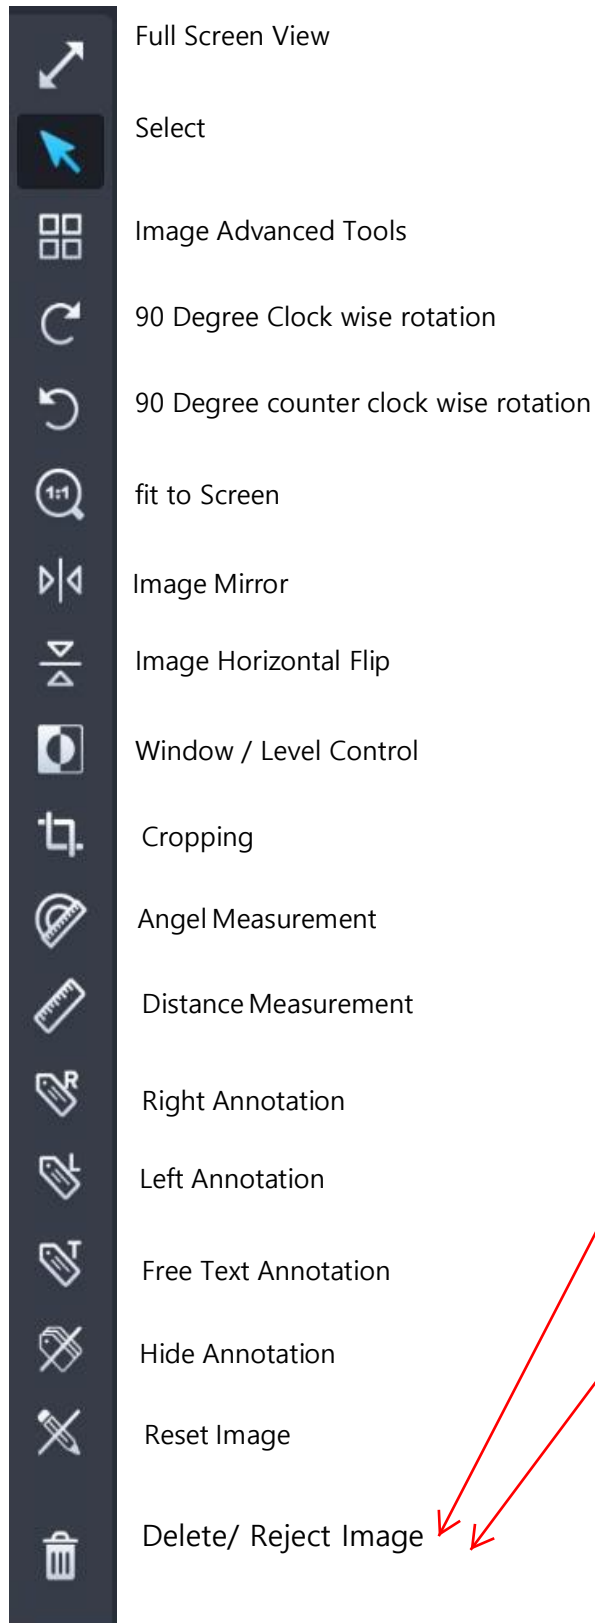 Full Screen View
Select
Image Advanced Tools
90 Degree Clock wise rotation
90 Degree counter clock wise rotation
1:1
fit to Screen
Image Mirror
Image Horizontal Flip
Window / Level Control
Cropping
Angel Measurement
Distance Measurement
R
Right Annotation
L
Left Annotation
T
Free Text Annotation
Hide Annotation
Reset Image
Delete/ Reject Image